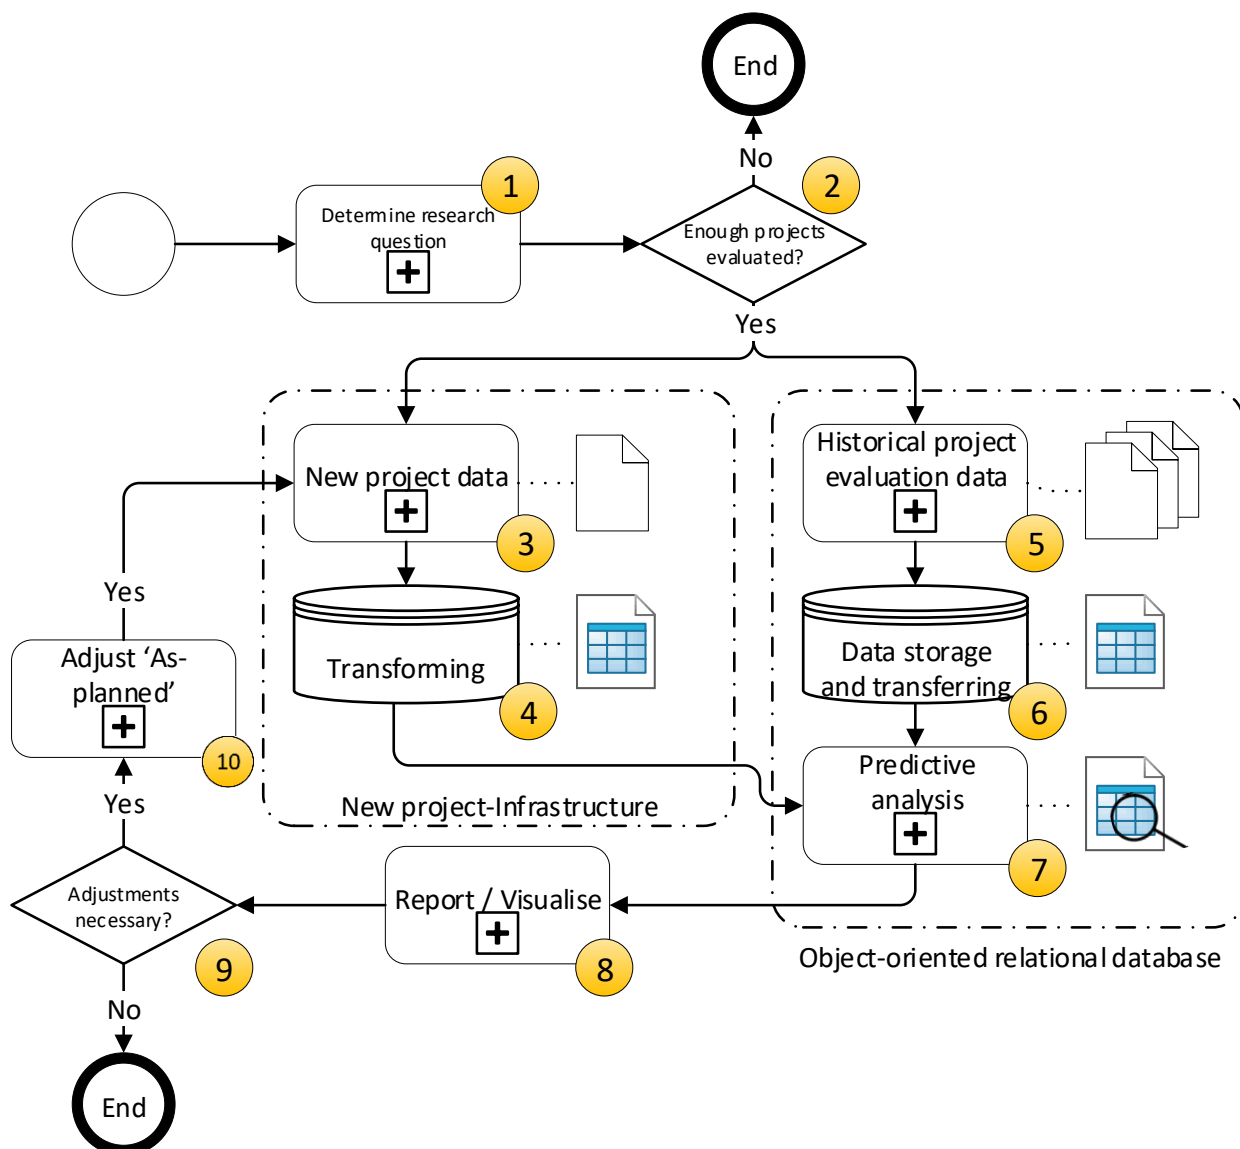 End
No
1
2
Determine research
question
Enough projects
evaluated?
Yes
New project data
3
Historical project
evaluation data
5
Yes
Transforming
4
Data storage
and transferring
6
Adjust ‘As-
planned’
10
Predictive
analysis
7
New project-Infrastructure
Yes
Adjustments
necessary?
9
Report / Visualise
8
Object-oriented relational database
No
End